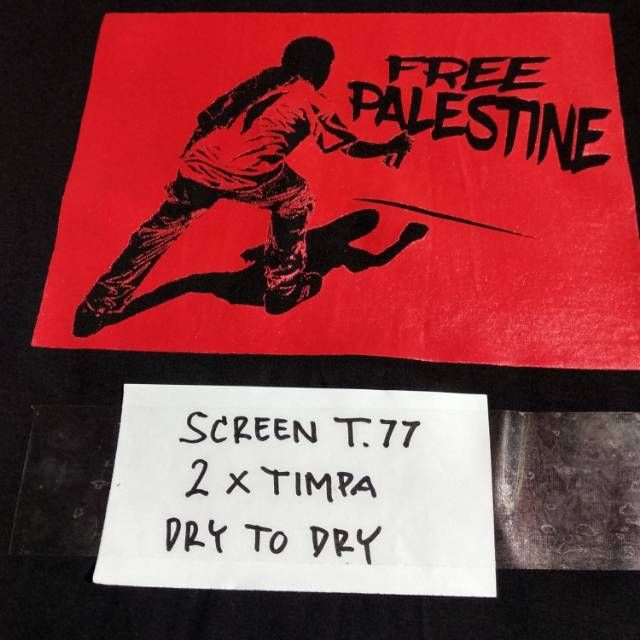 FREE
PALESTINE
SCREEN T.77
2 x TIMPA
DRY TO DRY